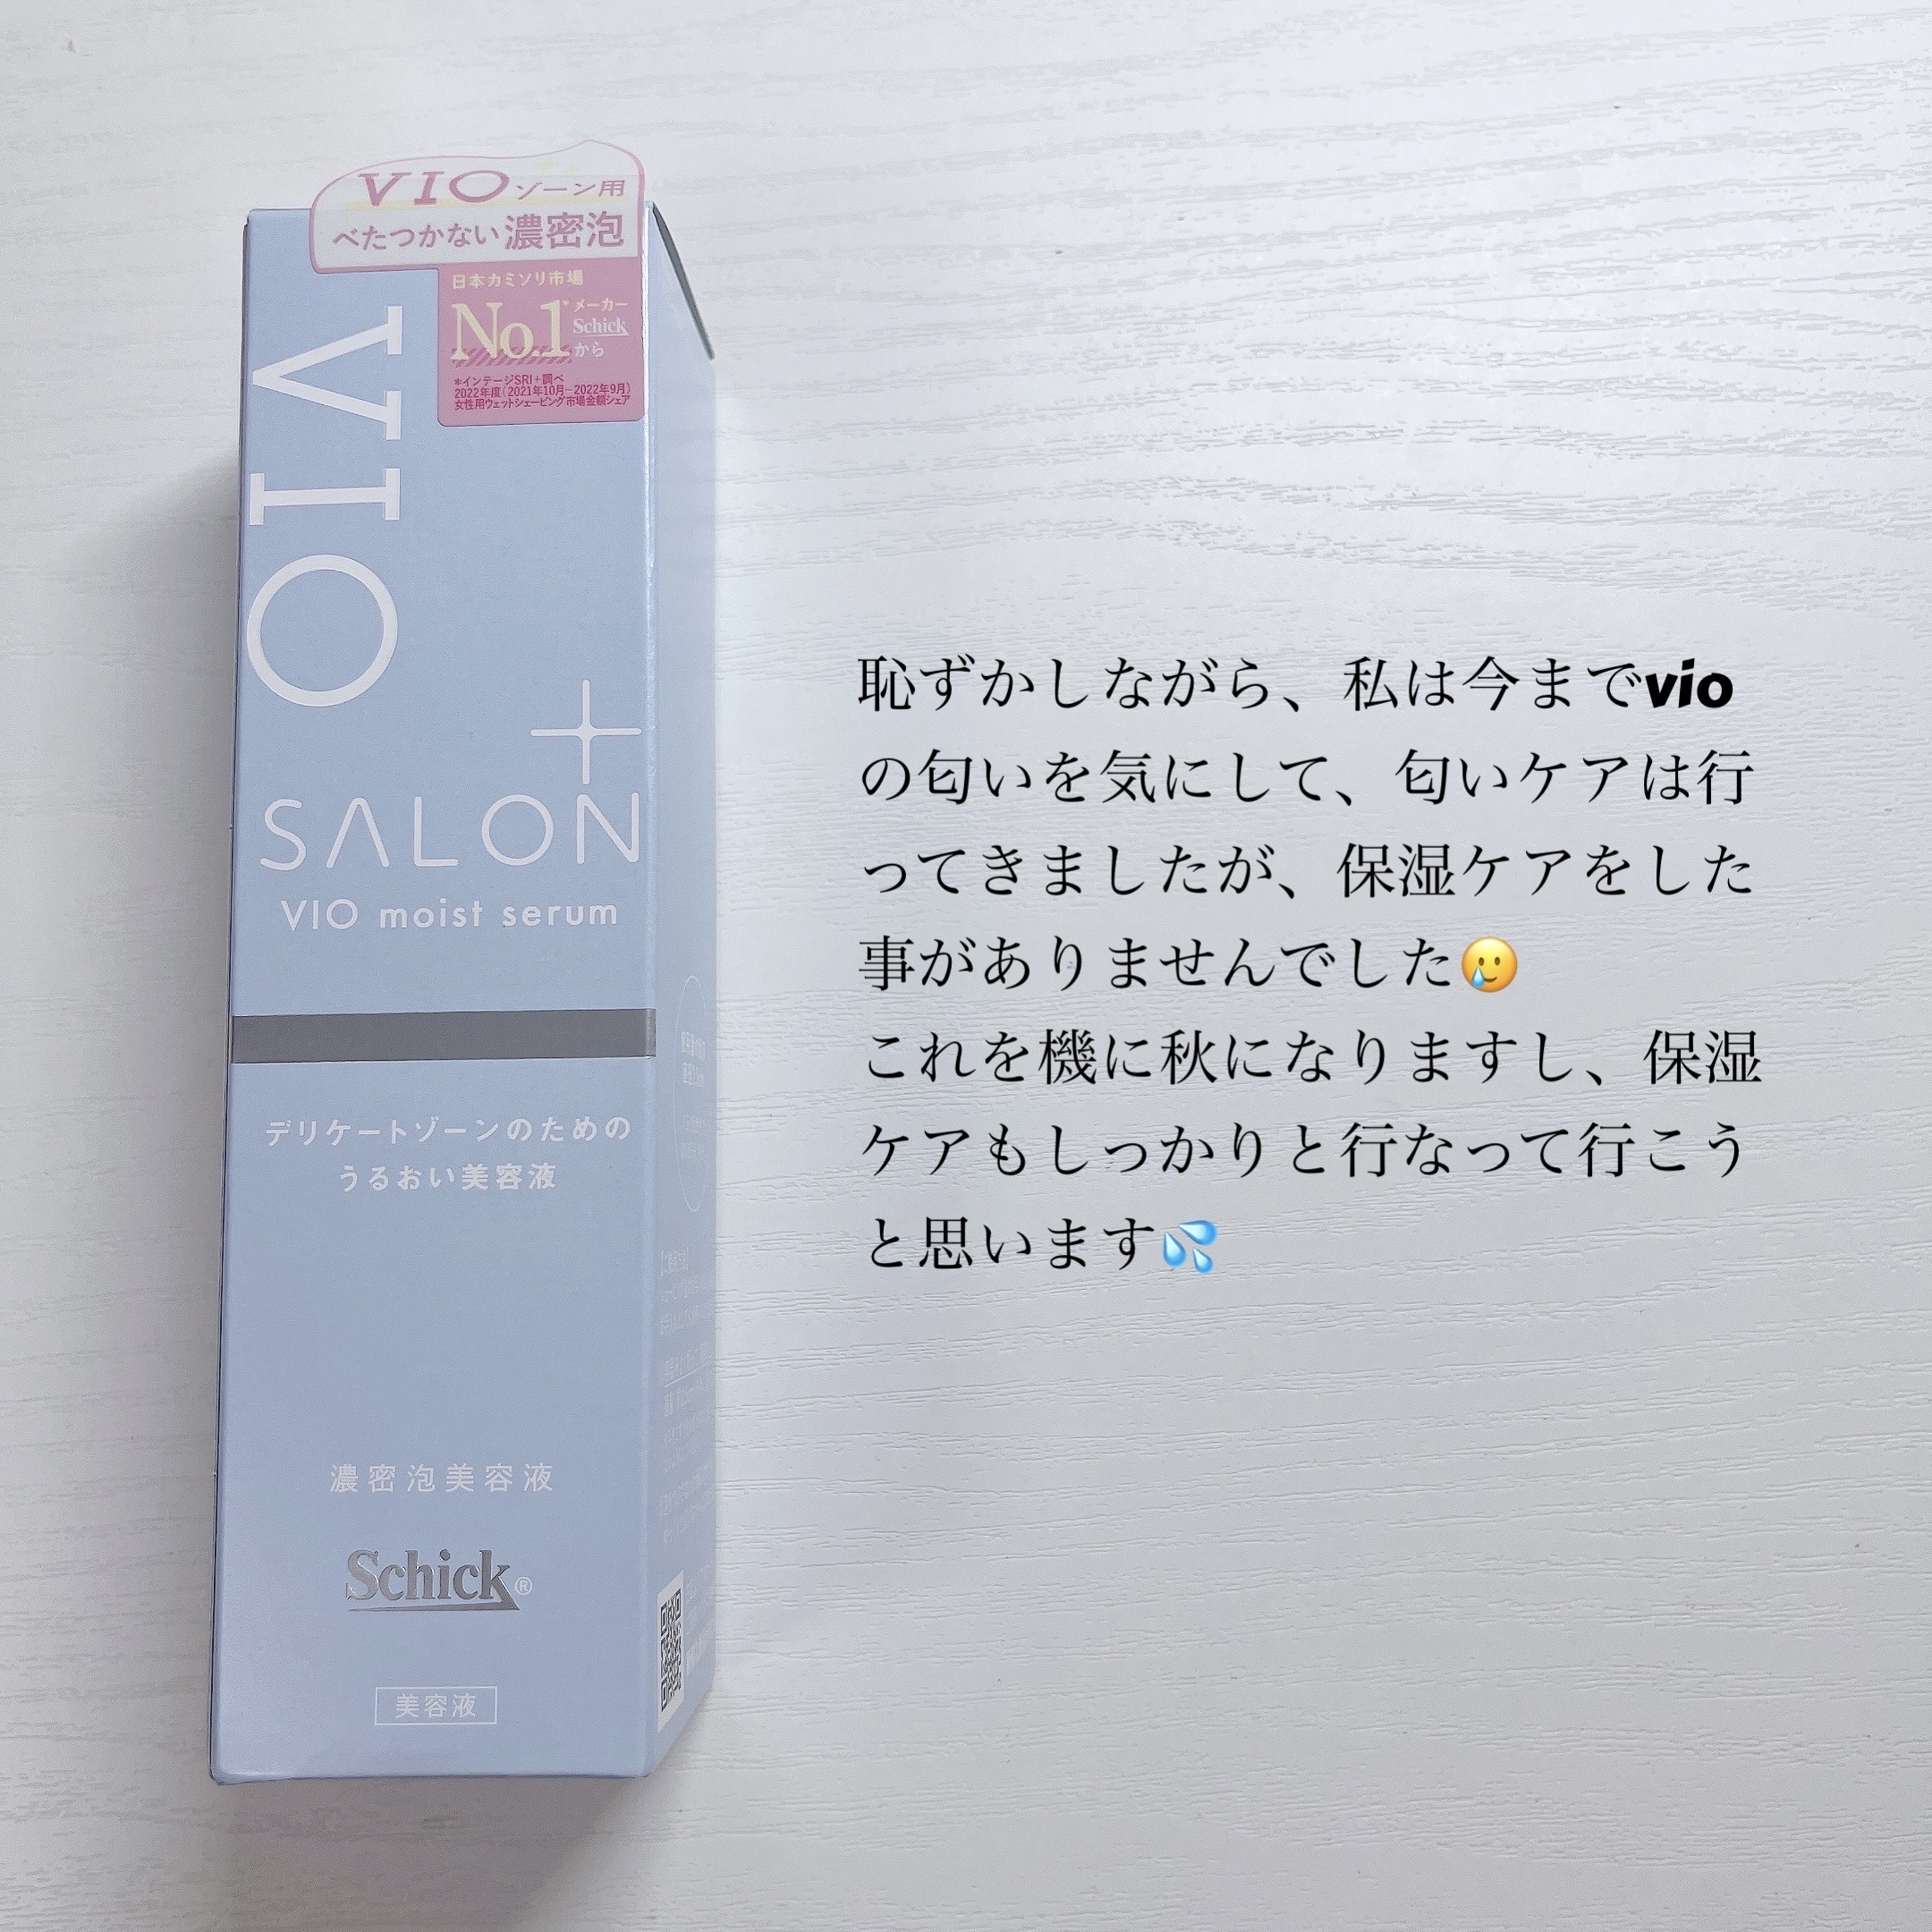 VIOゾーン用
べたつかない濃密泡
日本カミソリ市場
No.1*メーカー
Schick
から
*インテージSRI+調べ
2022年度(2021年10月-2022年9月)
女性用ウェットシェービング市場金額シェア
VIO
+
SALON
VIO moist serum
デリケートゾーンのための
うるおい美容液
濃密泡美容液
Schick®
美容液
恥ずかしながら、私は今までvio
の匂いを気にして、匂いケアは行
ってきましたが、保湿ケアをした
事がありませんでした🥲
これを機に秋になりますし、保湿
ケアもしっかりと行なって行こう
と思います💦